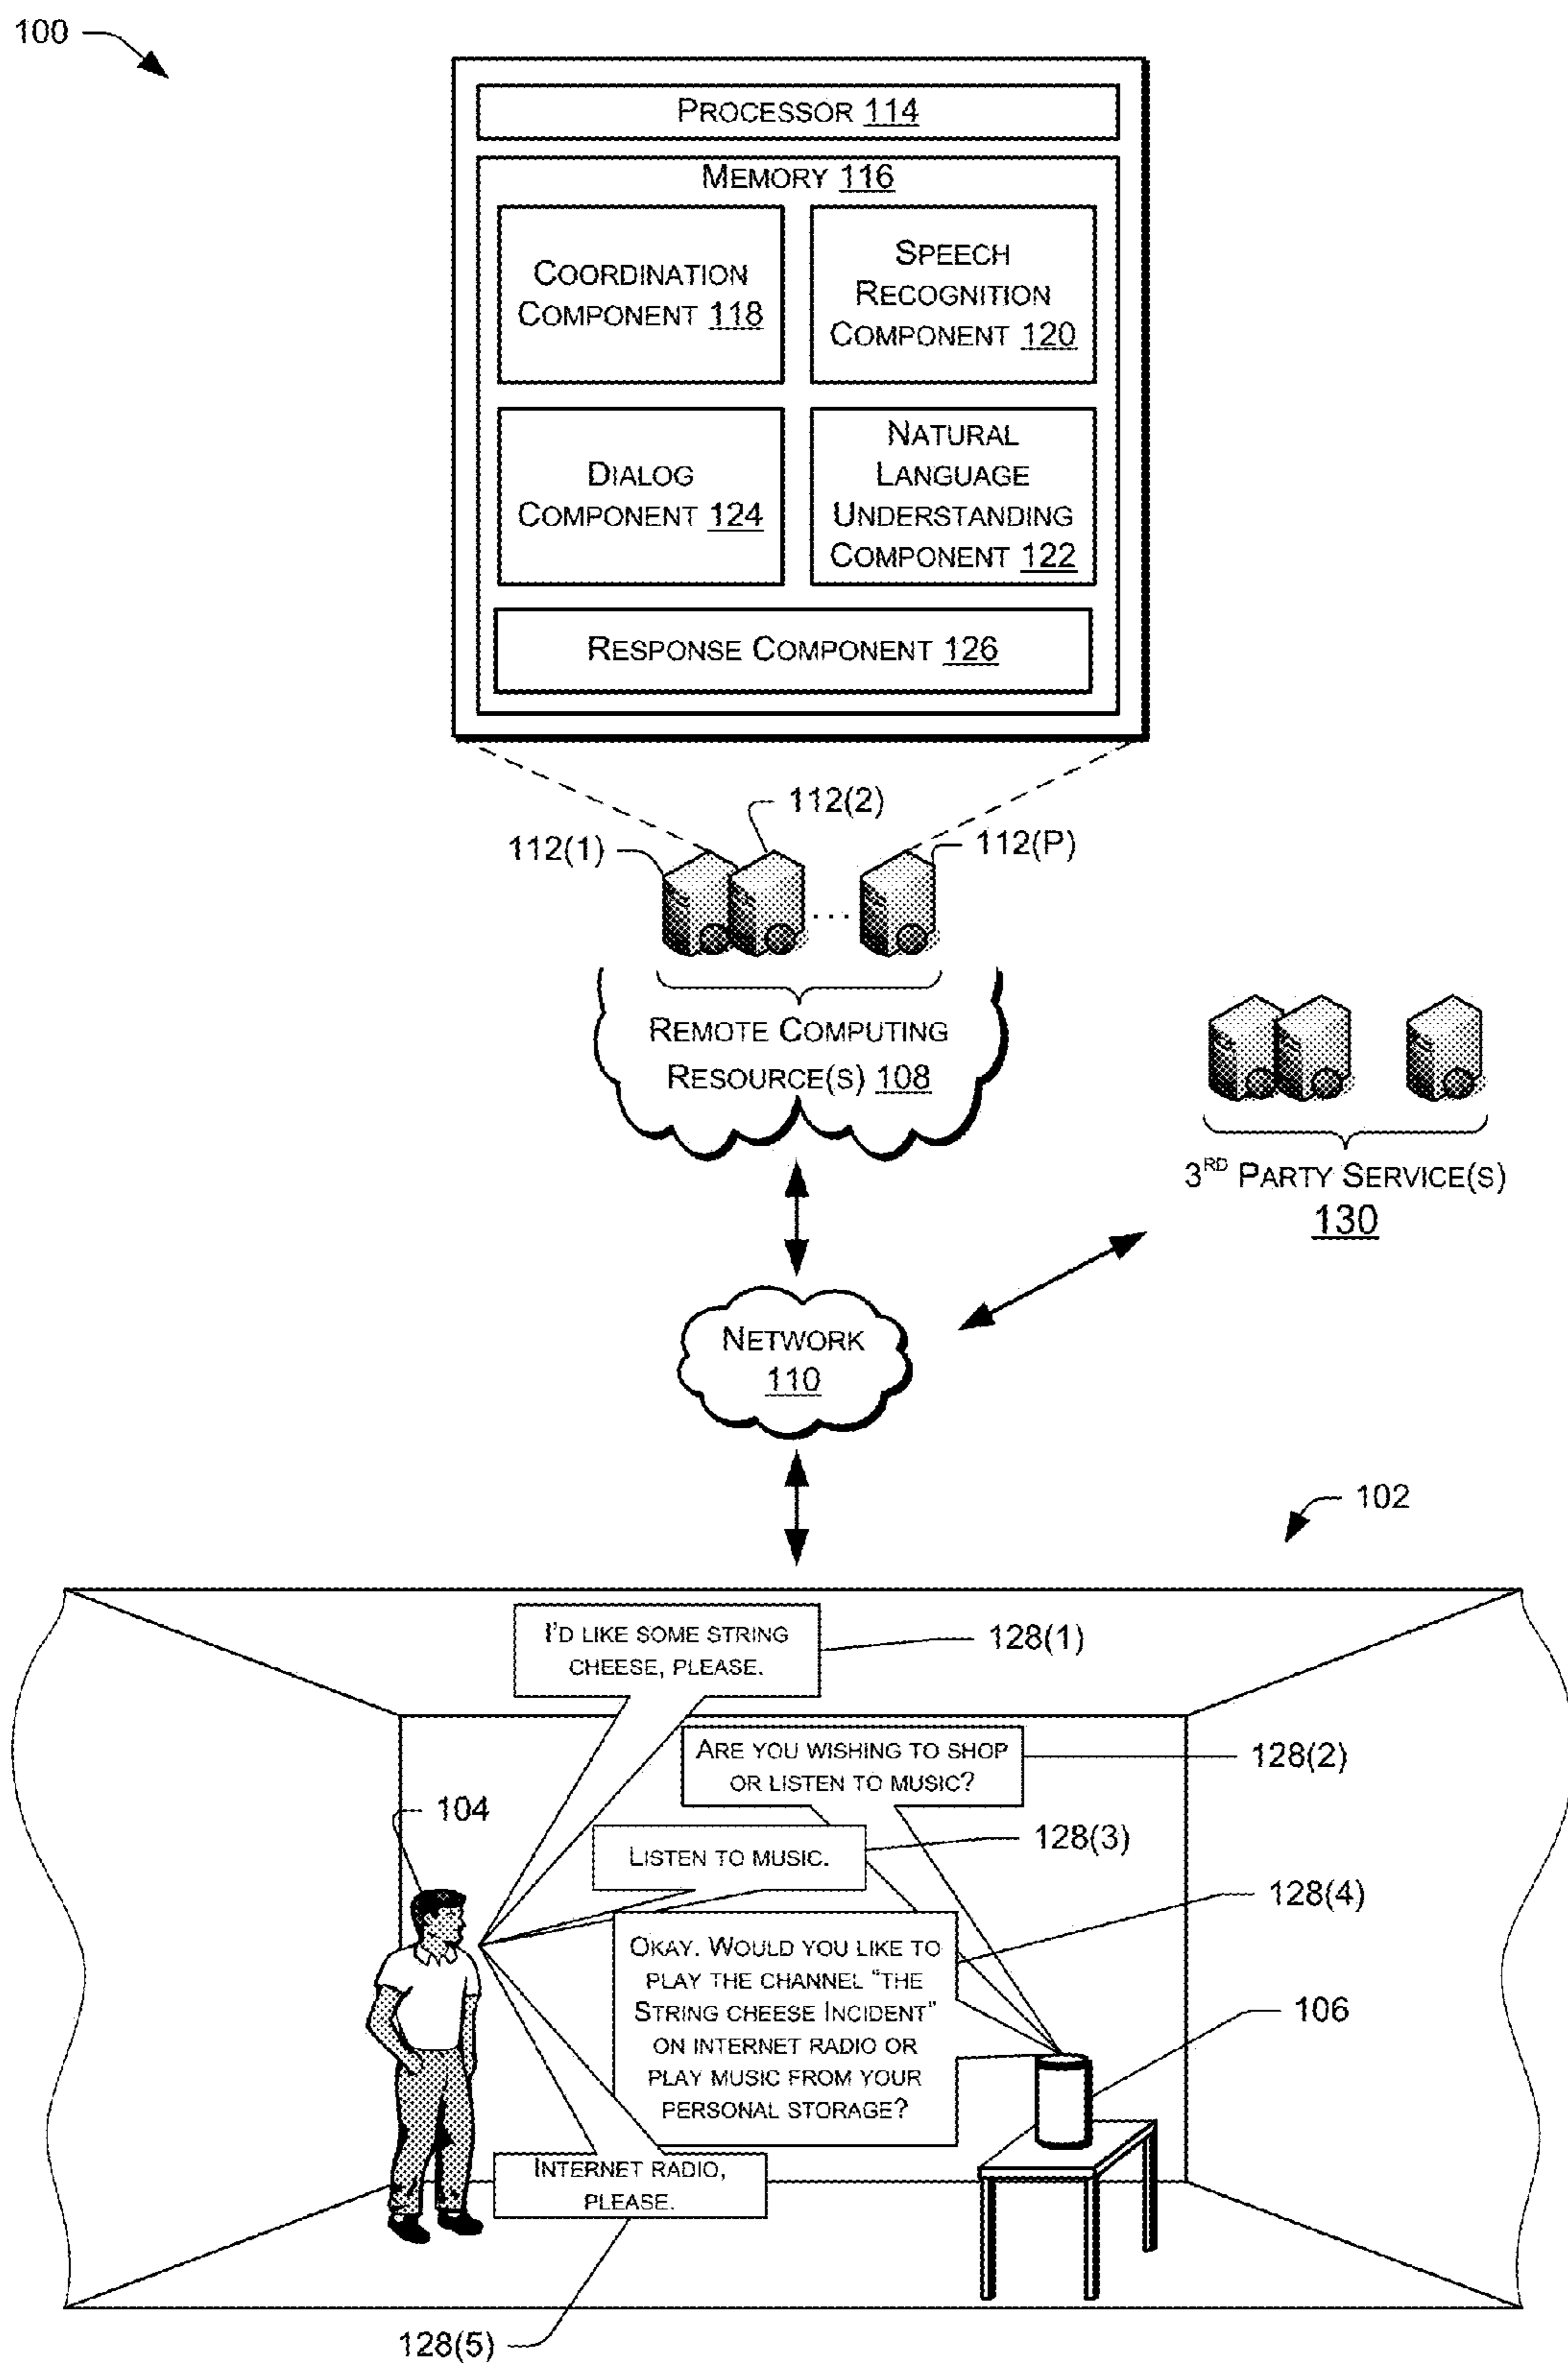 100
PROCESSOR 114
MEMORY 116
COORDINATION
COMPONENT 118
SPEECH
RECOGNITION
COMPONENT 120
DIALOG
COMPONENT 124
NATURAL
LANGUAGE
UNDERSTANDING
COMPONENT 122
RESPONSE COMPONENT 126
112(1)
112(2)
112(P)
...
REMOTE COMPUTING
RESOURCE(S) 108
3RD PARTY SERVICE(S)
130
NETWORK
110
102
I'D LIKE SOME STRING
CHEESE, PLEASE.
128(1)
ARE YOU WISHING TO SHOP
OR LISTEN TO MUSIC?
128(2)
104
LISTEN TO MUSIC.
128(3)
128(4)
OKAY. WOULD YOU LIKE TO
PLAY THE CHANNEL "THE
STRING CHEESE INCIDENT"
ON INTERNET RADIO OR
PLAY MUSIC FROM YOUR
PERSONAL STORAGE?
106
INTERNET RADIO,
PLEASE.
128(5)